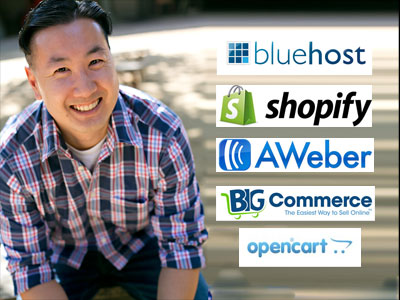 bluehost
shopify
AWeber
BIG Commerce
The Easiest Way to Sell Online
opencart